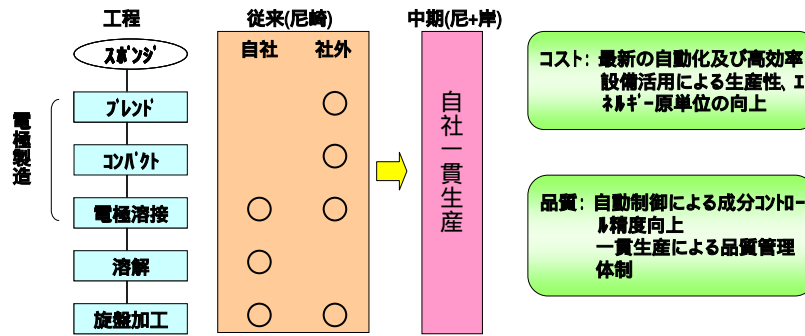 工程
従来(尼崎)
中期(尼+岸)
自社
社外
スポンジ
ブレンド
コンパクト
電極溶接
溶解
旋盤加工
電極製造
○
○
○ ○
○
○ ○
自社一貫生産
コスト: 最新の自動化及び高効率
設備活用による生産性、エ
ネルギー原単位の向上
品質: 自動制御による成分コントロー
ル精度向上
一貫生産による品質管理
体制